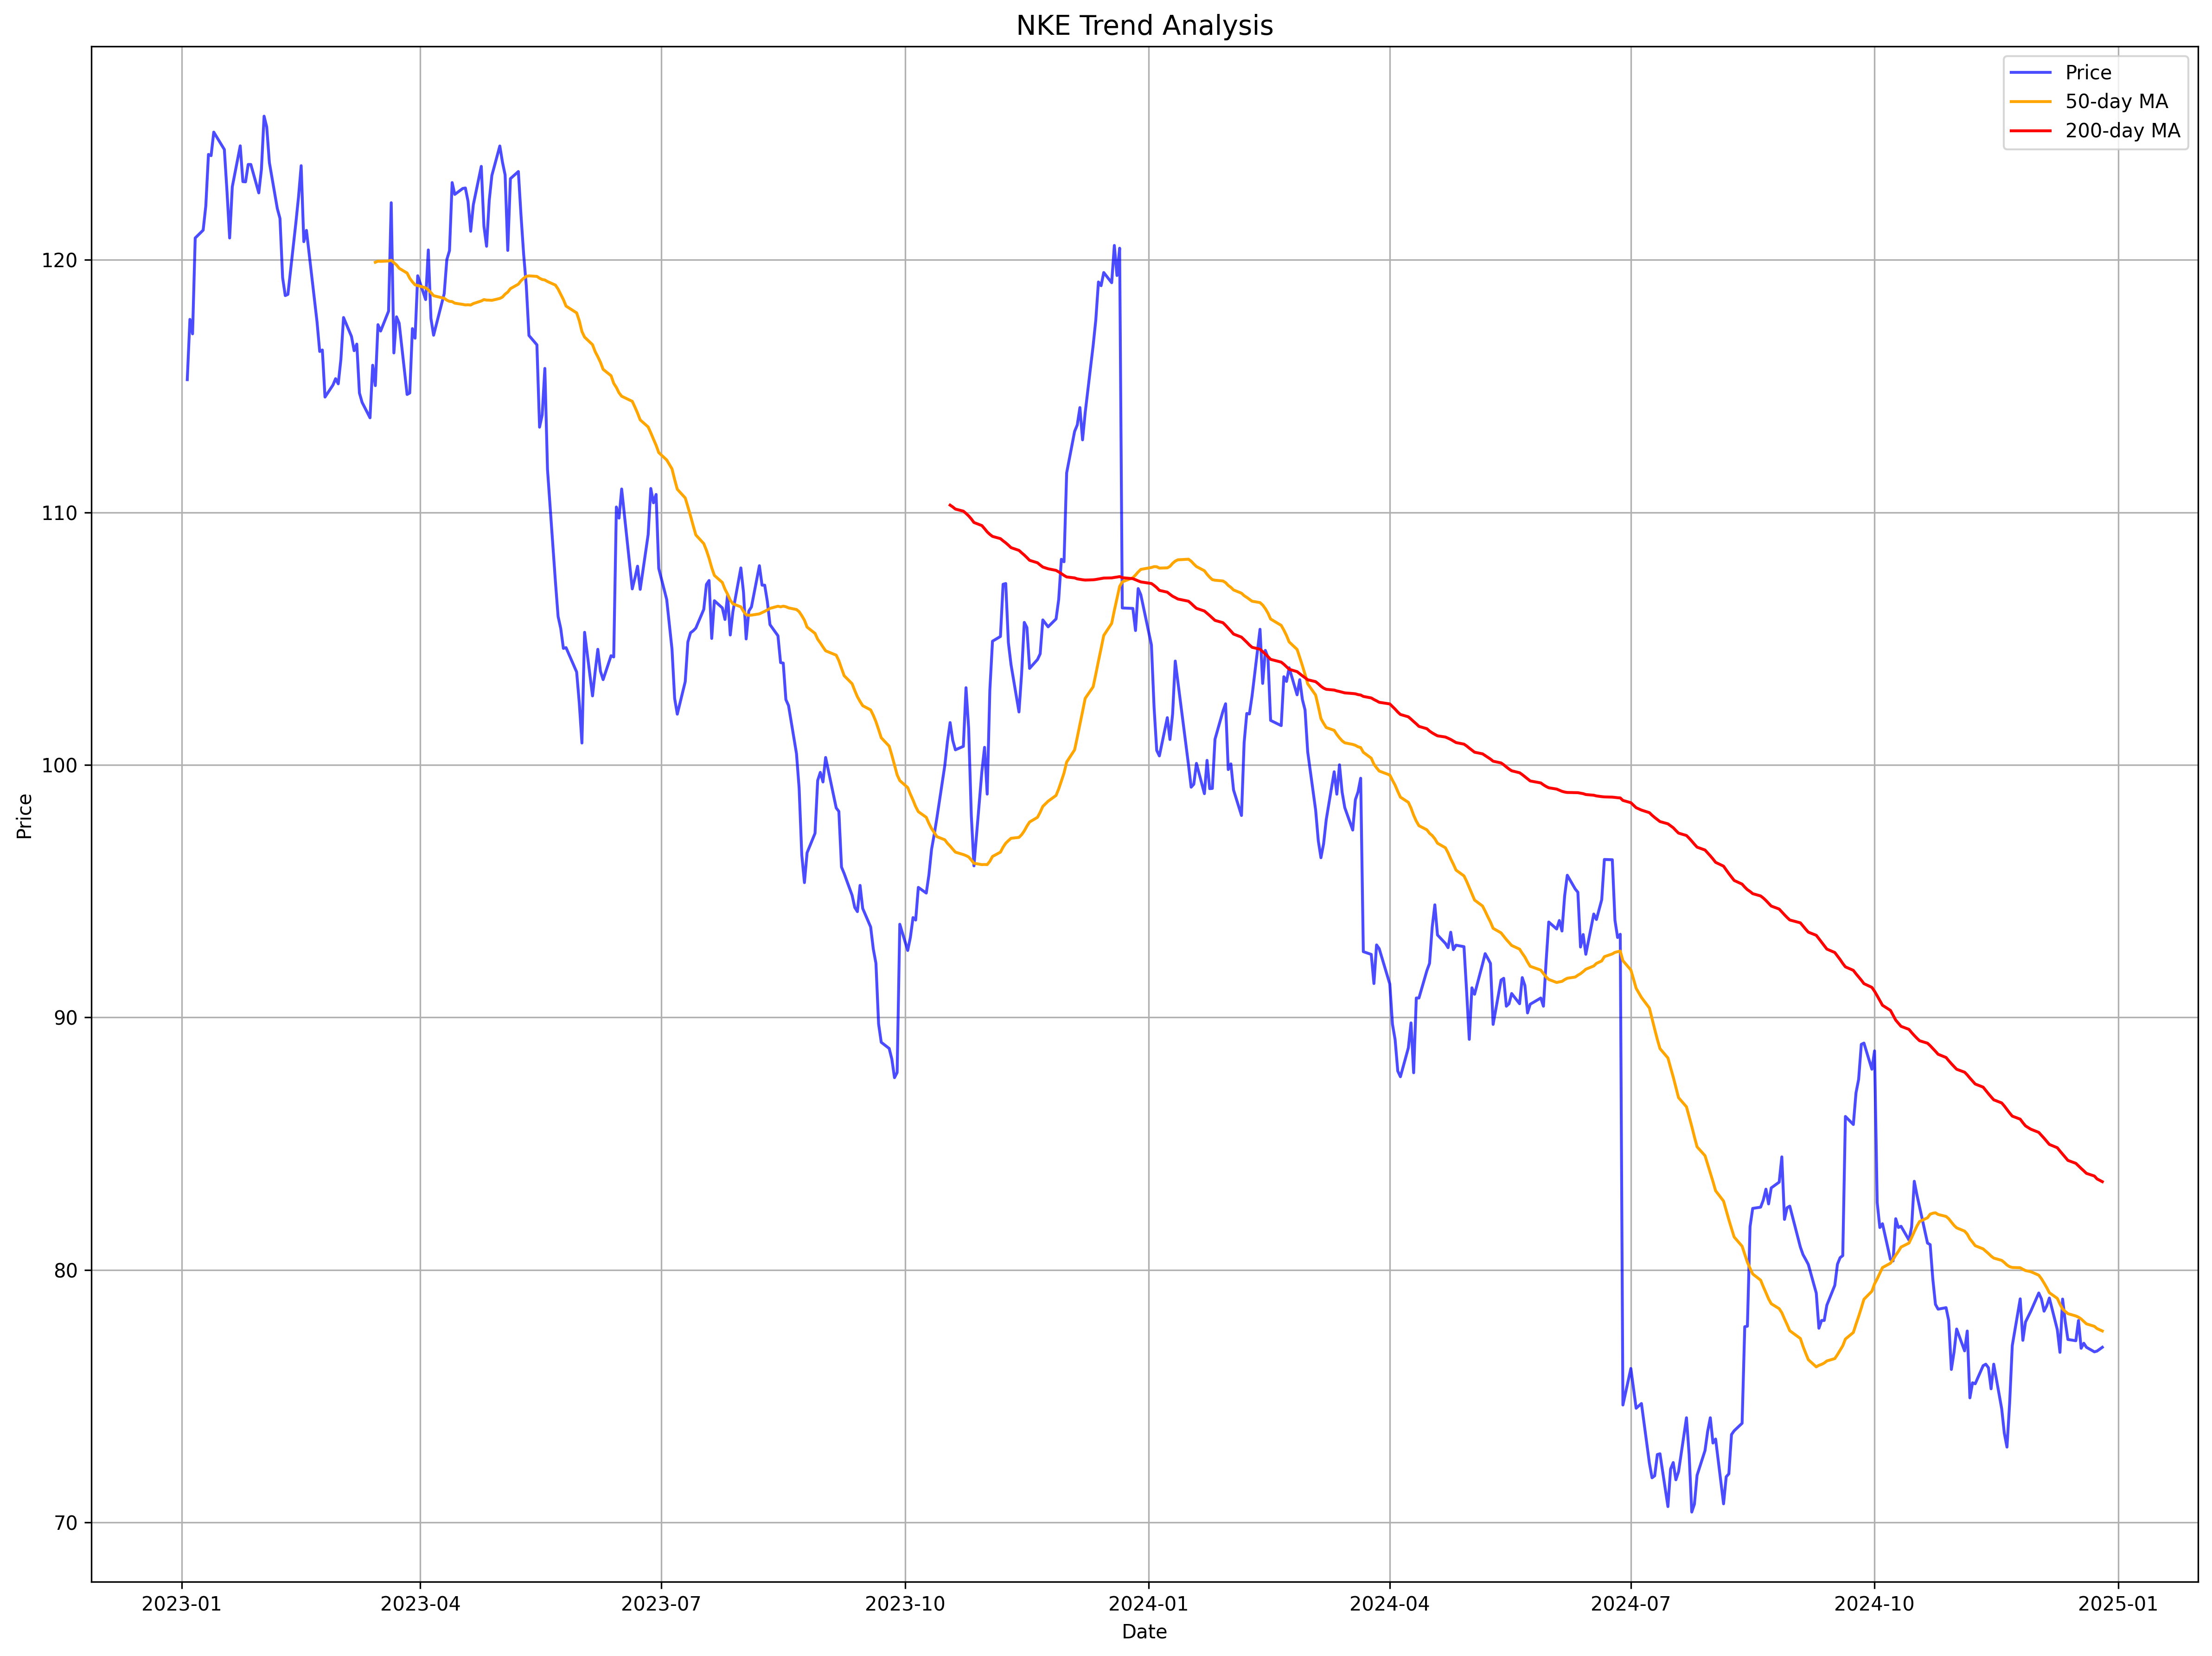 NKE Trend Analysis
Price
50-day MA
200-day MA
120
110
100
90
80
70
Price
2023-01
2023-04
2023-07
2023-10
2024-01
2024-04
2024-07
2024-10
2025-01
Date